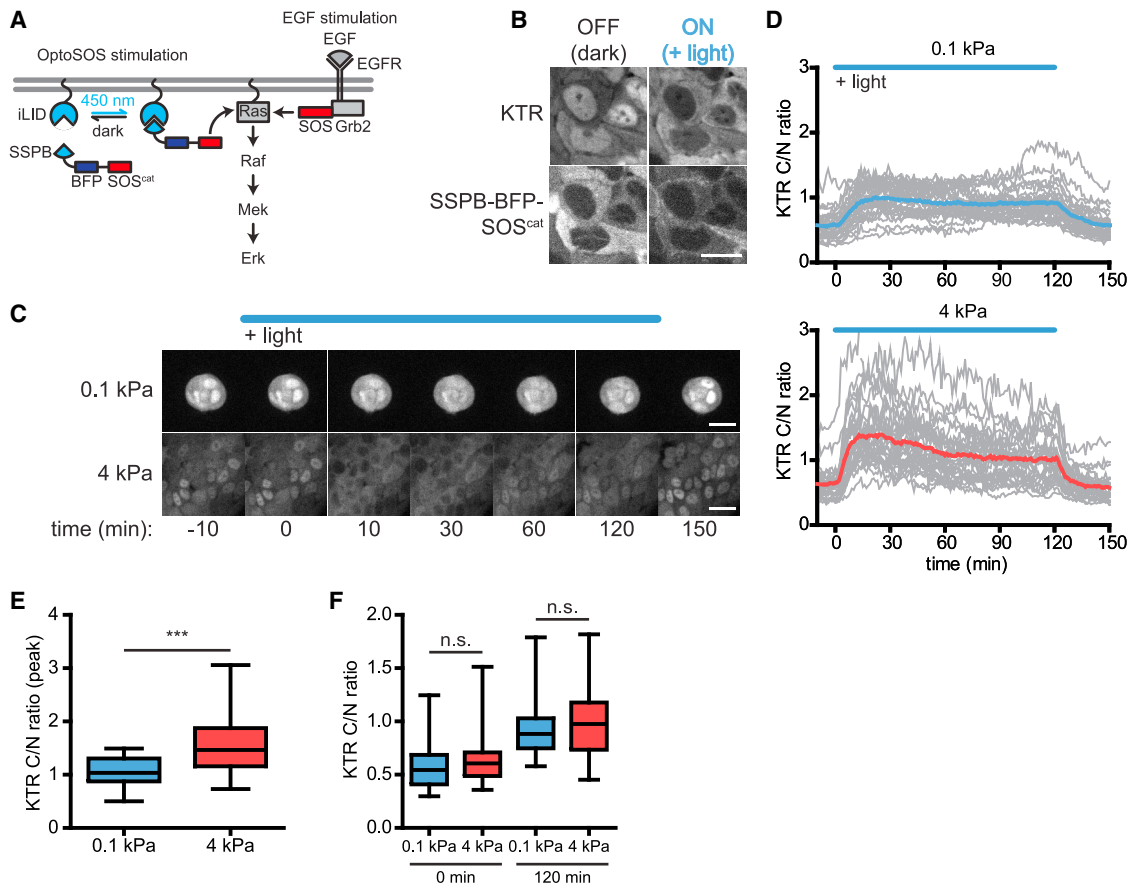 A
OptoSOS stimulation
EGF stimulation
EGF
EGFR
iLID
450 nm
dark
Ras
SOS Grb2
SSPB
BFP SOScat
Raf
Mek
Erk
B
OFF
(dark)
ON
(+ light)
KTR
SSPB-BFP-
SOScat
C
+ light
0.1 kPa
4 kPa
time (min): -10 0 10 30 60 120 150
D
0.1 kPa
+ light
KTR C/N ratio
3
2
1
0
0 30 60 90 120 150
4 kPa
KTR C/N ratio
3
2
1
0
0 30 60 90 120 150
time (min)
E
KTR C/N ratio (peak)
4
3
2
1
0
***
0.1 kPa 4 kPa
F
KTR C/N ratio
2.0
1.5
1.0
0.5
0.0
n.s.
n.s.
0.1 kPa 4 kPa 0.1 kPa 4 kPa
0 min 120 min